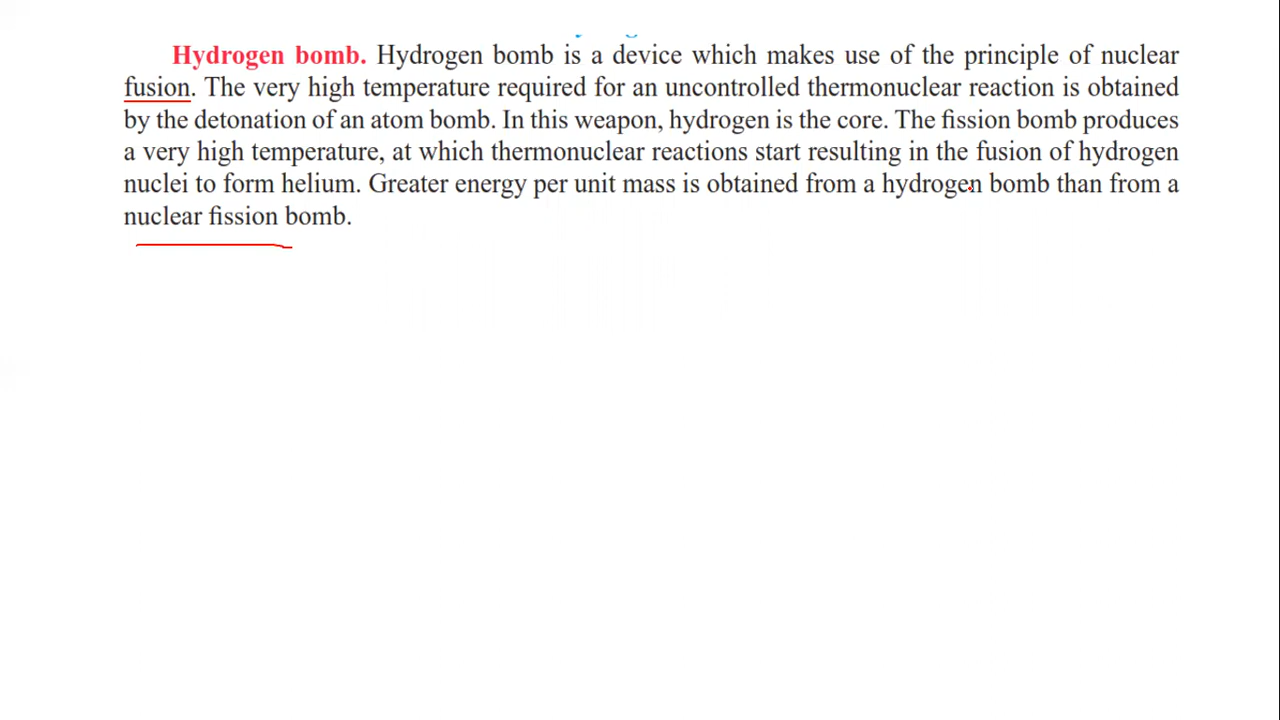 Hydrogen bomb. Hydrogen bomb is a device which makes use of the principle of nuclear
fusion. The very high temperature required for an uncontrolled thermonuclear reaction is obtained
by the detonation of an atom bomb. In this weapon, hydrogen is the core. The fission bomb produces
a very high temperature, at which thermonuclear reactions start resulting in the fusion of hydrogen
nuclei to form helium. Greater energy per unit mass is obtained from a hydrogen bomb than from a
nuclear fission bomb.